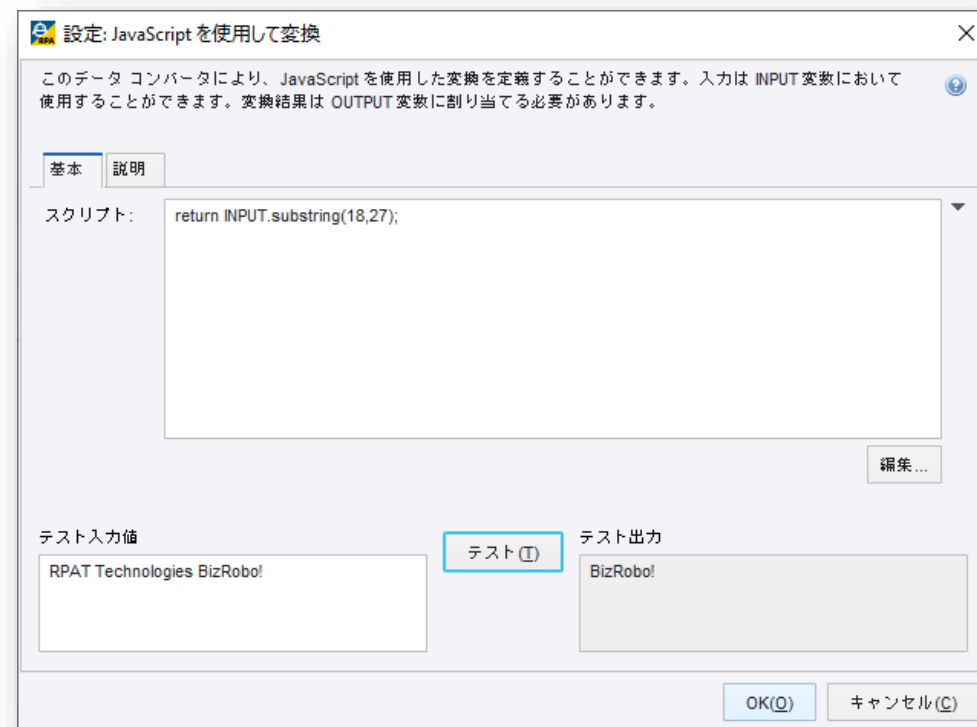 RPA
設定: JavaScript を使用して変換
このデータ コンバータにより、JavaScript を使用した変換を定義することができます。入力は INPUT 変数において
使用することができます。変換結果は OUTPUT 変数に割り当てる必要があります。
基本 説明
スクリプト: return INPUT.substring(18,27);
編集...
テスト入力値 テスト(T) テスト出力
RPAT Technologies BizRobo! BizRobo!
OK(O) キャンセル(C)